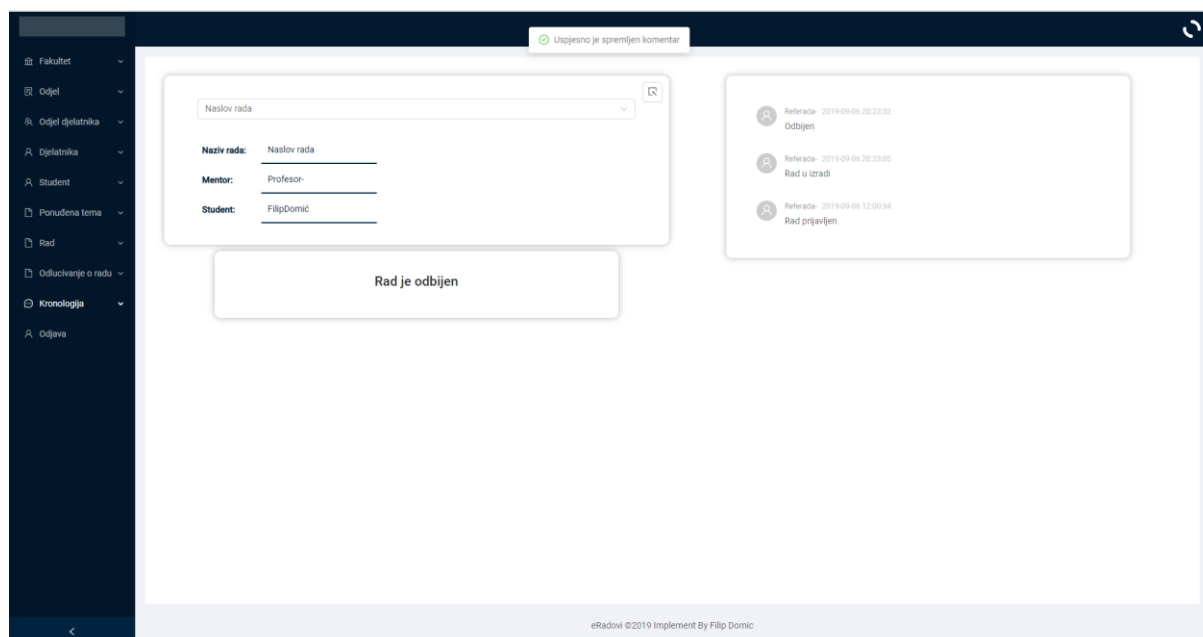 Uspjesno je spremljen komentar
Fakultet
Odjel
Odjel djelatnika
Djelatnika
Student
Ponuđena tema
Rad
Odlucivanje o radu
Kronologija
Odjava
Naslov rada
Naziv rada: Naslov rada
Mentor: Profesor-
Student: FilipDomić
Rad je odbijen
Referada- 2019-09-06 20:23:32
Odbijen
Referada- 2019-09-06 20:23:05
Rad u izradi
Referada- 2019-09-06 12:00:54
Rad prijavljen
eRadovi ©2019 Implement By Filip Domic